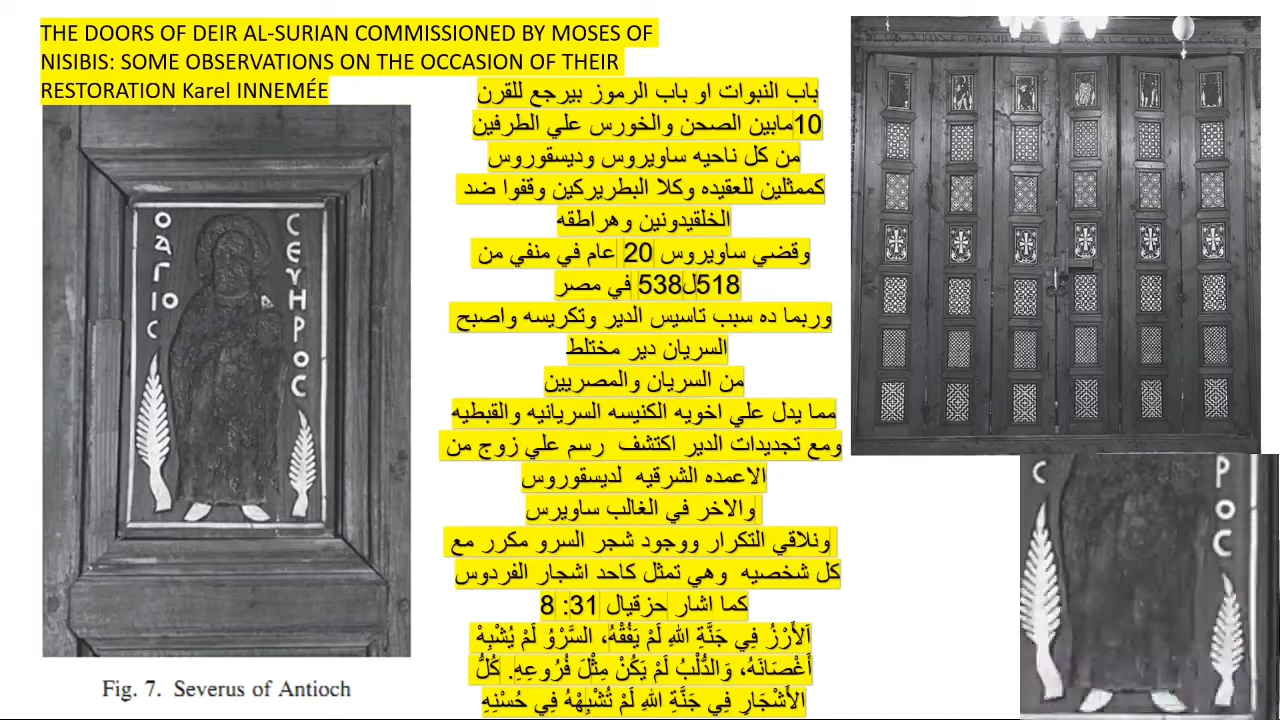 THE DOORS OF DEIR AL-SURIAN COMMISSIONED BY MOSES OF
NISIBIS: SOME OBSERVATIONS ON THE OCCASION OF THEIR
RESTORATION Karel INNEMÉE
باب النبوات او باب الرموز بيرجع للقرن
10مابين الصحن والخورس علي الطرفين
من كل ناحيه ساويروس وديسقوروس
كممثلين للعقيده وكلا البطريركين وقفوا ضد
الخلقيدونين وهراطقه
وقضي ساويروس 20 عام في منفي من
518ل538 في مصر
وربما ده سبب تاسيس الدير وتكريسه واصبح
السريان دير مختلط
من السريان والمصريين
مما يدل علي اخويه الكنيسه السريانيه والقبطيه
ومع تجديدات الدير اكتشف رسم علي زوج من
الاعمده الشرقيه لديسقوروس
والاخر في الغالب ساويرس
ونلاقي التكرار ووجود شجر السرو مكرر مع
كل شخصيه وهي تمثل كاحد اشجار الفردوس
كما اشار حزقيال 31: 8
اَلأَرْزُ فِي جَنَّةِ اللهِ لَمْ يَفُقْهُ، السَّرْوُ لَمْ يُشْبِهْ
أَغْصَانَهُ، وَالدُّلْبُ لَمْ يَكُنْ مِثْلَ فُرُوعِهِ. كُلُّ
الأَشْجَارِ فِي جَنَّةِ اللهِ لَمْ تُشْبِهْهُ فِي حُسْنِهِ
Ο
ΑΓΙΟC
CΕΥΗΡΟC
Fig. 7. Severus of Antioch
C
ΡΟC